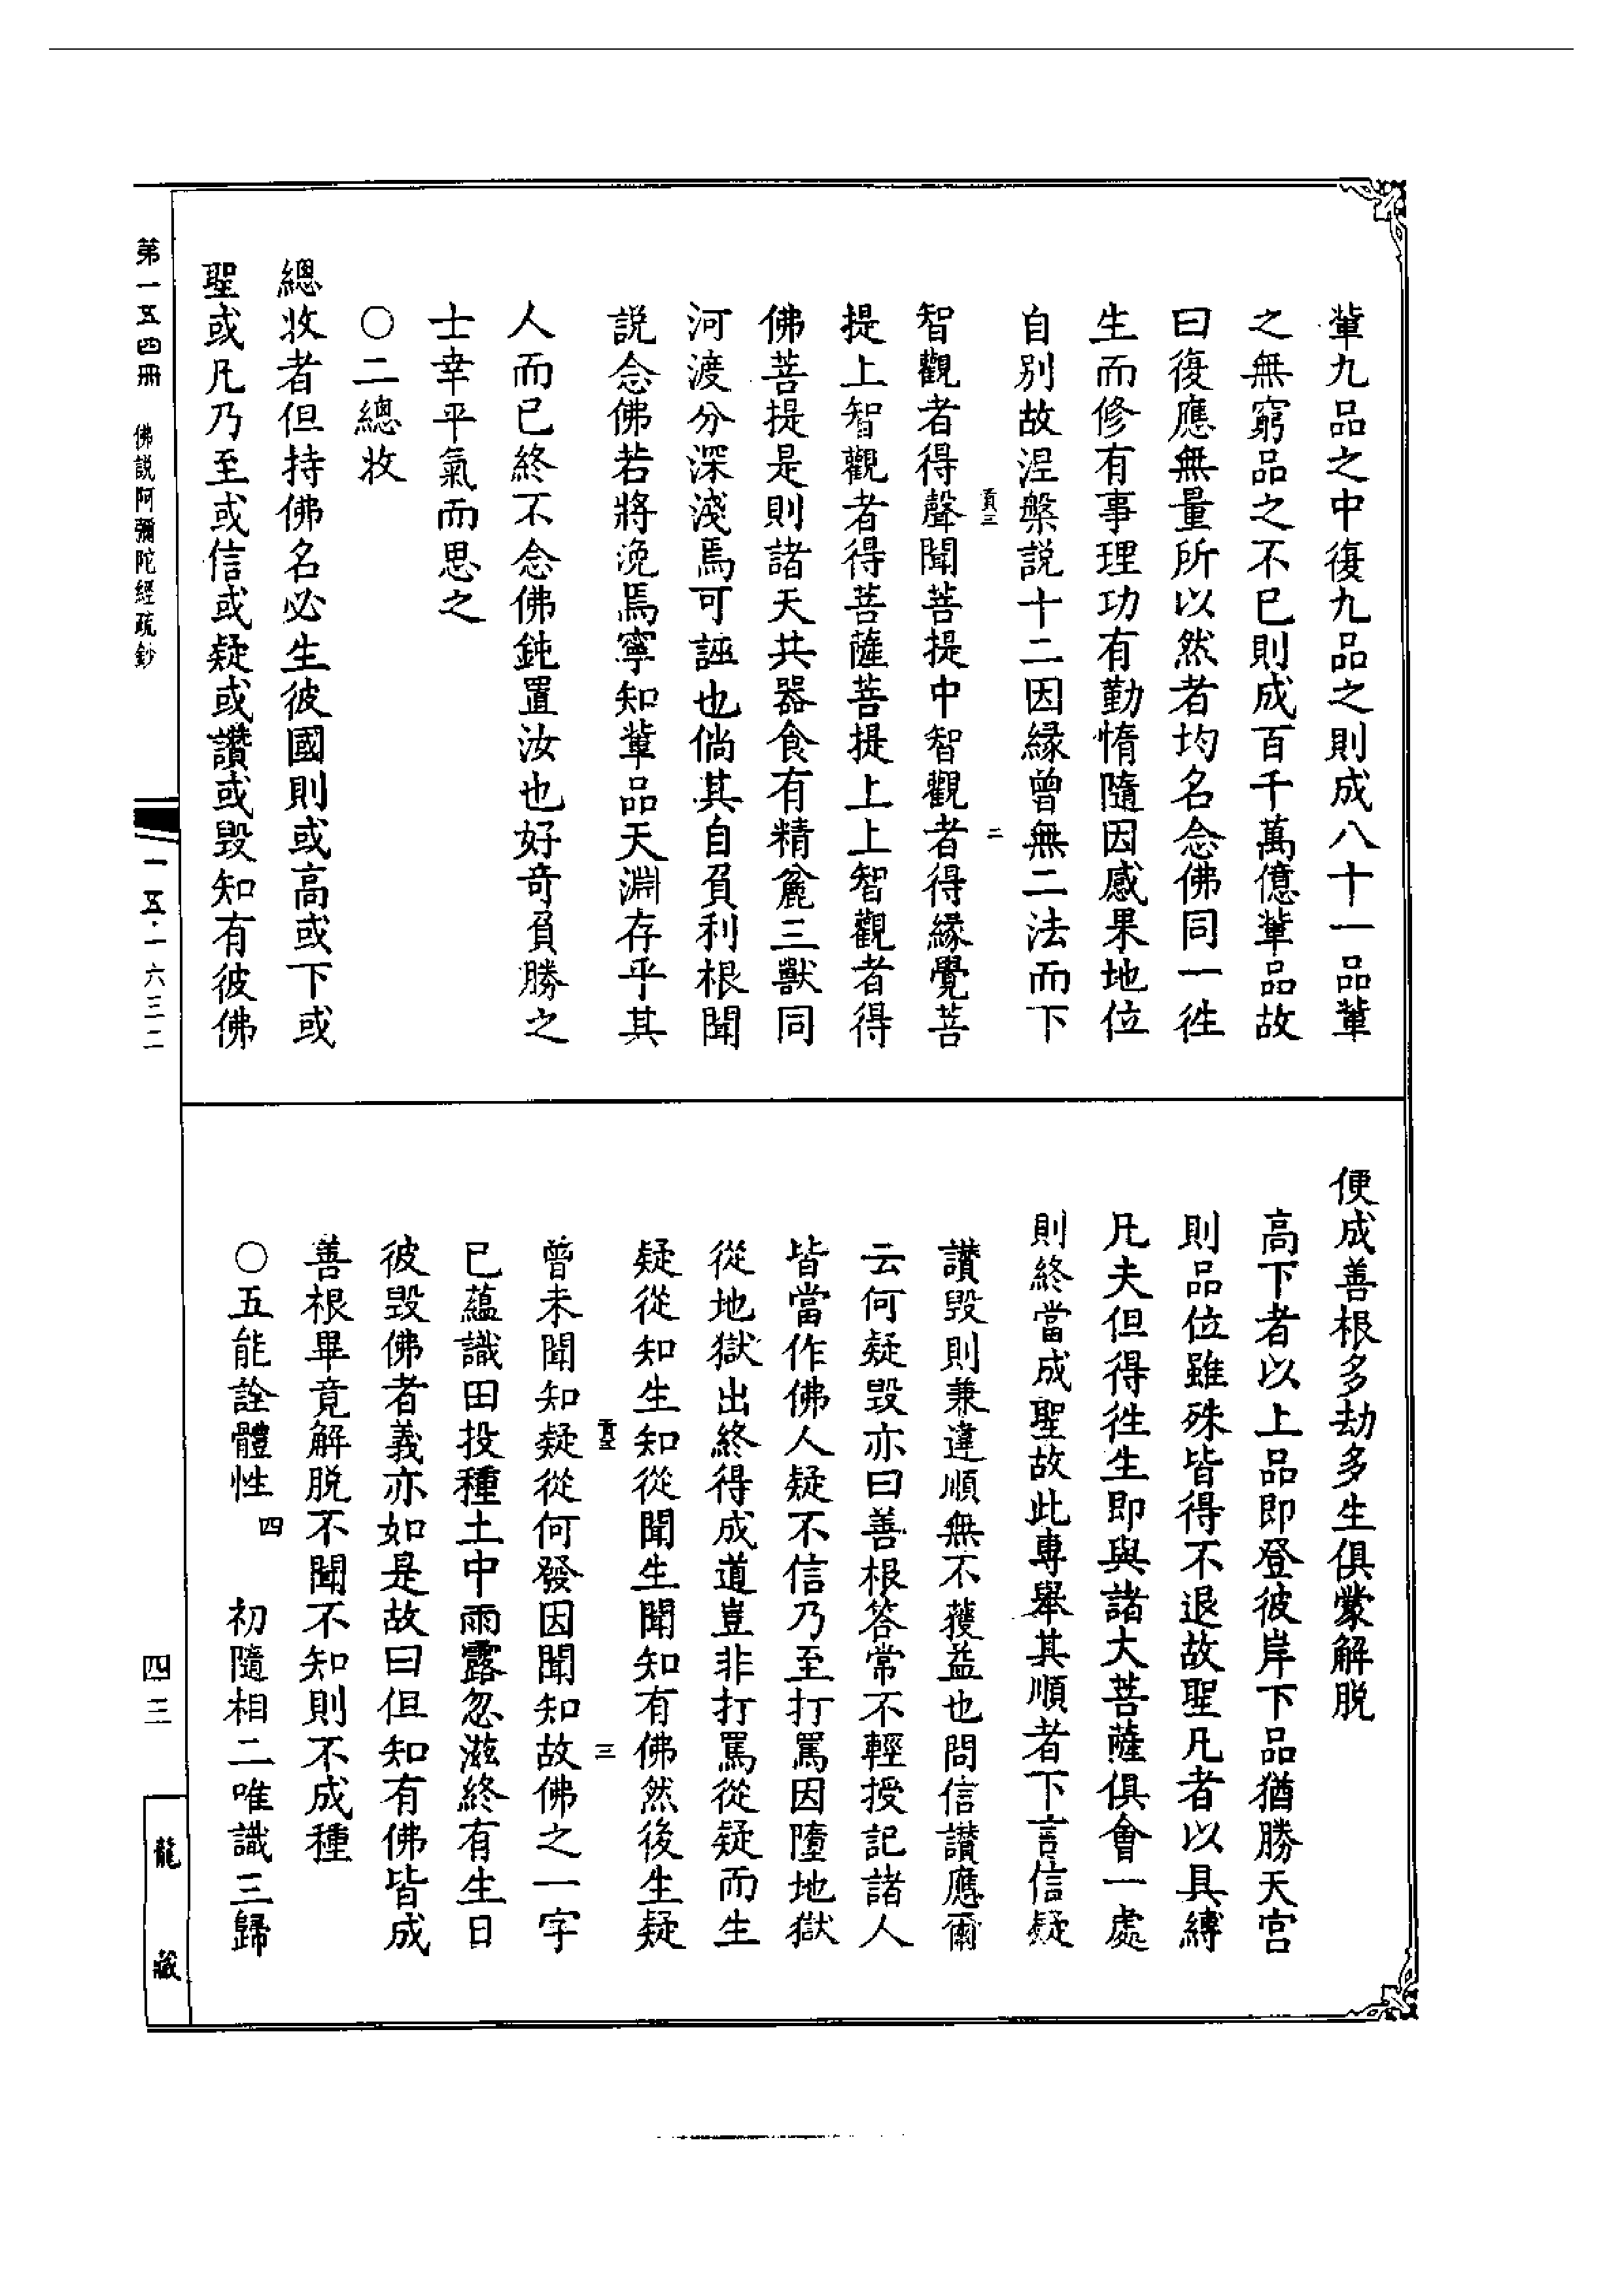 輩九品之中復九品之則成八十一品輩
之無窮品之不已則成百千萬億輩品故
曰復應無量所以然者均名念佛同一徃
生而修有事理功有勤惰隨因感果地位
自别故涅槃説十二因縁曾無二法而下
智觀者得聲聞菩提中智觀者得縁覺菩
提上智觀者得菩薩菩提上上智觀者得
佛菩提是則諸天共器食有精麄三獸同
河渡分深淺焉可誣也倘其自負利根聞
説念佛若將浼焉寧知輩品天淵存乎其
人而已終不念佛鈍置汝也好奇負勝之
士幸平氣而思之
○二總收
總收者但持佛名必生彼國則或高或下或
聖或凡乃至或信或疑或讚或毁知有彼佛
便成善根多劫多生俱蒙解脱
高下者以上品即登彼岸下品猶勝天宫
則品位雖殊皆得不退故聖凡者以具縛
凡夫但得徃生即與諸大菩薩俱會一處
則終當成聖故此專舉其順者下言信疑
讚毁則兼違順無不獲益也問信讚應爾
云何疑毁亦曰善根答常不輕授記諸人
皆當作佛人疑不信乃至打罵因墮地獄
從地獄出終得成道豈非打罵從疑而生
疑從知生知從聞生聞知有佛然後生疑
曾未聞知疑從何發因聞知故佛之一字
已蘊識田投種土中雨露忽滋終有生日
彼毁佛者義亦如是故曰但知有佛皆成
善根畢竟解脱不聞不知則不成種
○五能詮體性四 初隨相二唯識三歸
第一五四冊 佛説阿彌陀經疏鈔
一五·一六三二
四三
龍藏
二
三